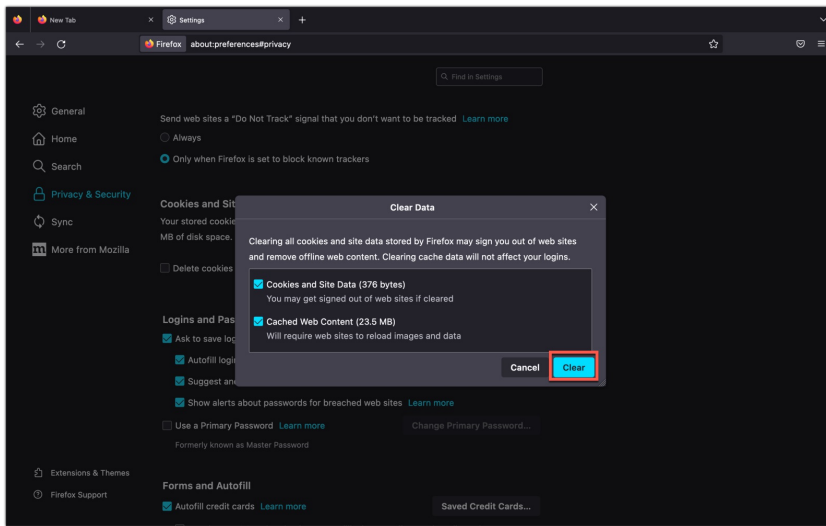 New Tab
Settings
Firefox about:preferences#privacy
Find in Settings
General
Home
Search
Privacy & Security
Sync
More from Mozilla
Extensions & Themes
Firefox Support
Send web sites a “Do Not Track” signal that you don’t want to be tracked Learn more
Always
Only when Firefox is set to block known trackers
Cookies and Sit
Your stored cookie
MB of disk space.
Delete cookies
Clear Data
Clearing all cookies and site data stored by Firefox may sign you out of web sites
and remove offline web content. Clearing cache data will not affect your logins.
Cookies and Site Data (376 bytes)
You may get signed out of web sites if cleared
Cached Web Content (23.5 MB)
Will require web sites to reload images and data
Cancel Clear
Logins and Pas
Ask to save log
Autofill logi
Suggest an
Show alerts about passwords for breached web sites Learn more
Use a Primary Password Learn more Change Primary Password...
Formerly known as Master Password
Forms and Autofill
Autofill credit cards Learn more Saved Credit Cards...